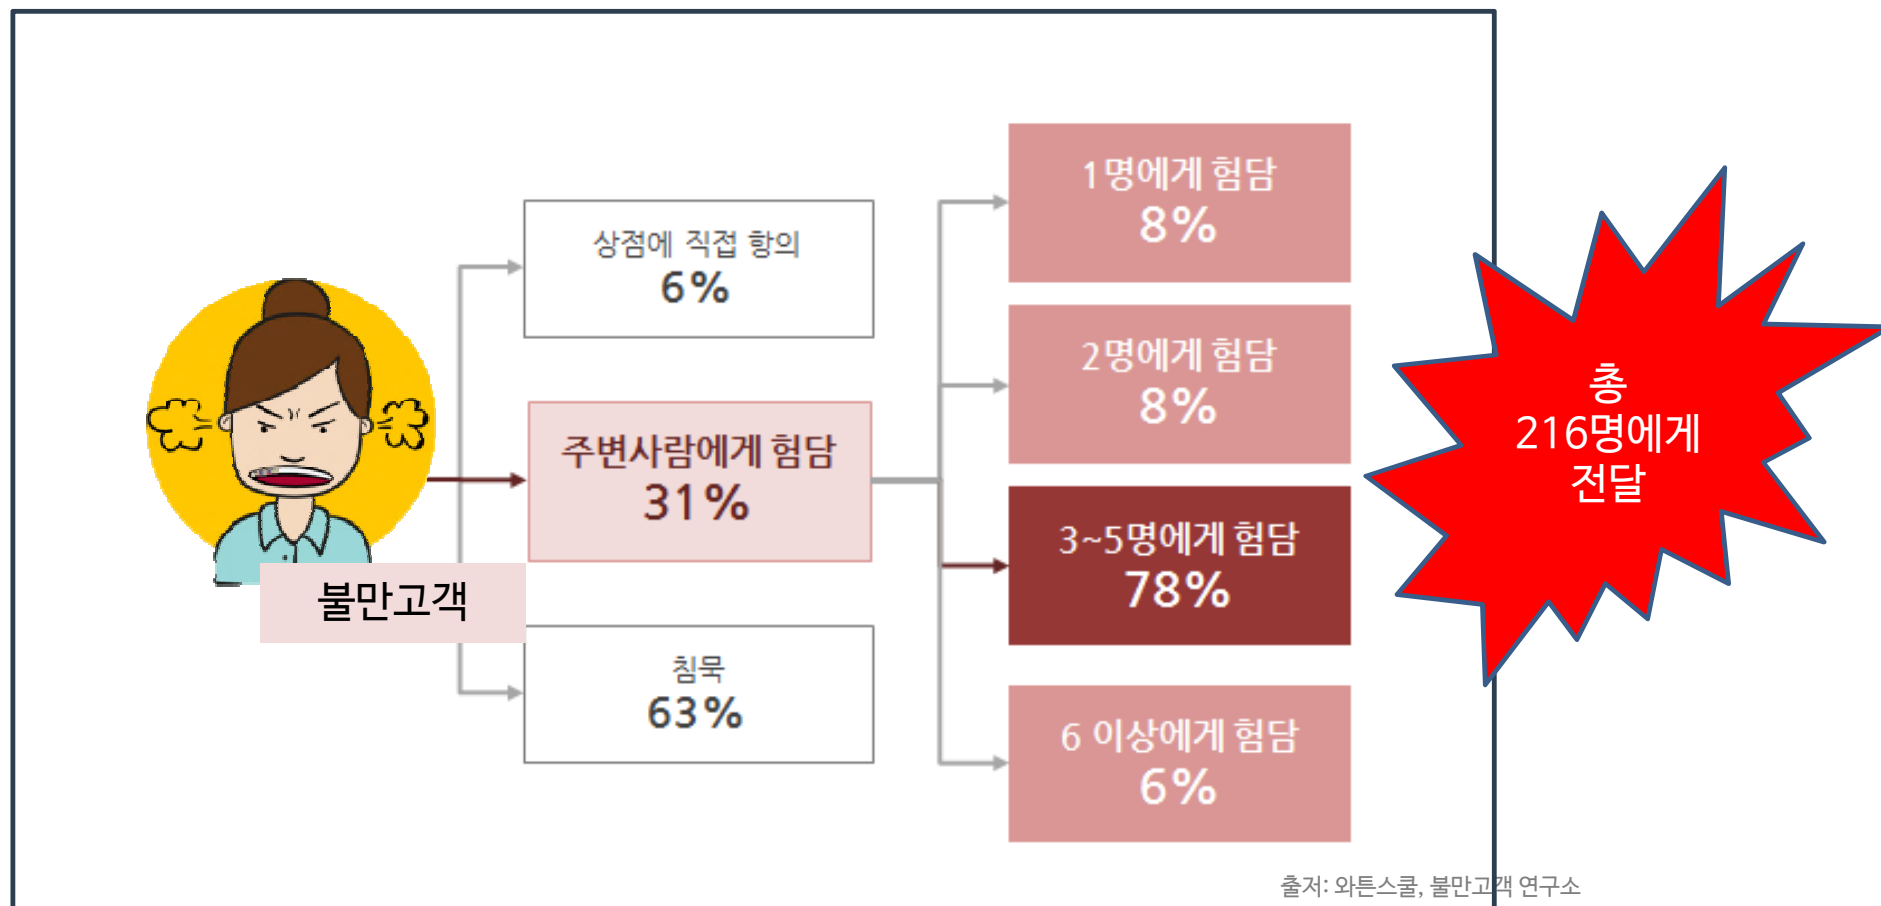 불만고객
상점에 직접 항의
6%
주변사람에게 험담
31%
침묵
63%
1명에게 험담
8%
2명에게 험담
8%
3~5명에게 험담
78%
6 이상에게 험담
6%
총
216명에게
전달
출저: 와튼스쿨, 불만고객 연구소